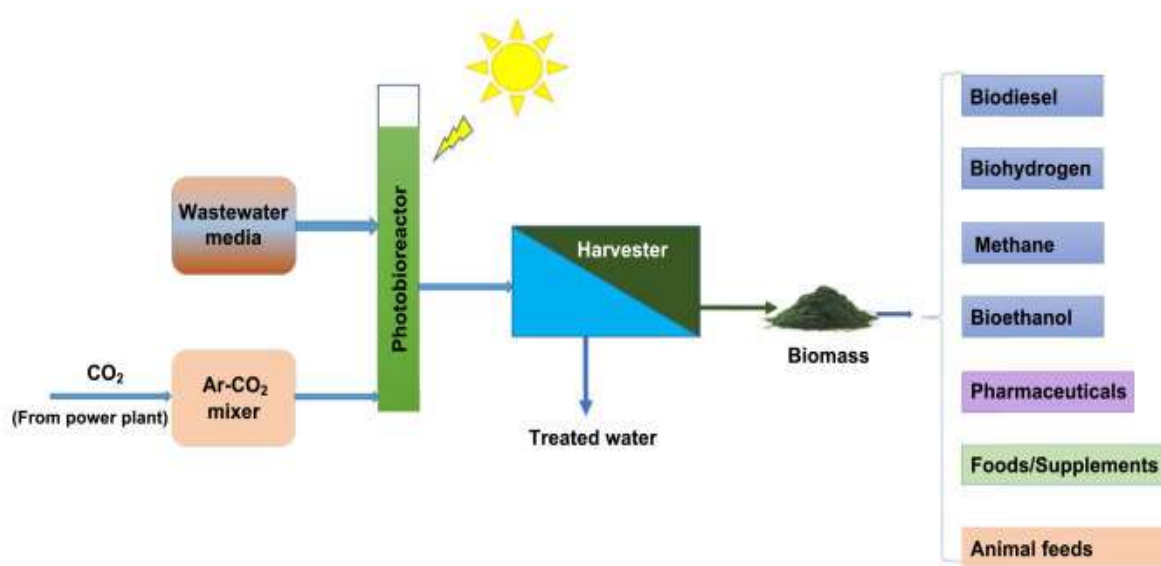 Wastewater
media
CO₂
(From power plant)
Ar-CO₂
mixer
Photobioreactor
Harvester
Treated water
Biomass
Biodiesel
Biohydrogen
Methane
Bioethanol
Pharmaceuticals
Foods/Supplements
Animal feeds